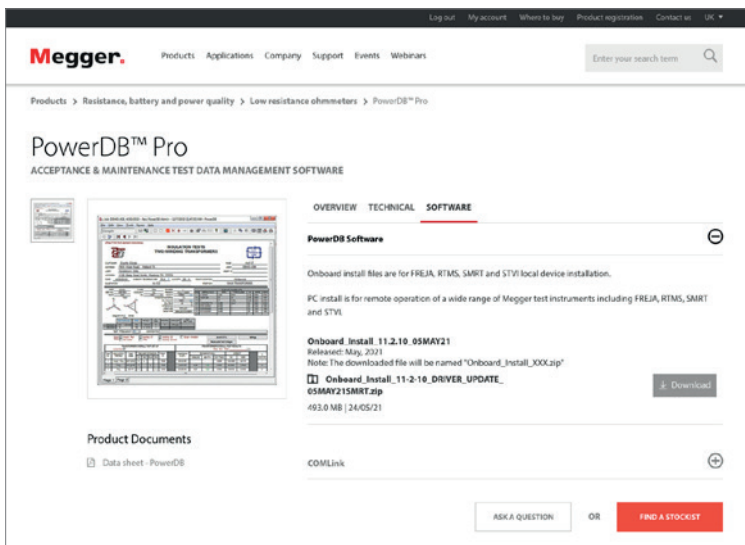 Log out My account Where to buy Product registration Contact us UK
Megger.
Products Applications Company Support Events Webinars
Enter your search term
Products > Resistance, battery and power quality > Low resistance ohmmeters > PowerDB™ Pro
PowerDB™ Pro
ACCEPTANCE & MAINTENANCE TEST DATA MANAGEMENT SOFTWARE
OVERVIEW TECHNICAL SOFTWARE
PowerDB Software
INSULATION TESTS
TWO-WINDING TRANSFORMERS
Onboard install files are for FREJA, RTMS, SMRT and STVI local device installation.
PC install is for remote operation of a wide range of Megger test instruments including FREJA, RTMS, SMRT
and STVI.
Onboard_Install_11.2.10_05MAY21
Released: May, 2021
Note: The downloaded file will be named "Onboard_Install_XXX.zip"
Onboard_Install_11-2-10_DRIVER_UPDATE_
05MAY21SMRT.zip
Download
493.0 MB | 24/05/21
Product Documents
Data sheet - PowerDB
COMLink
ASK A QUESTION OR FIND A STOCKIST